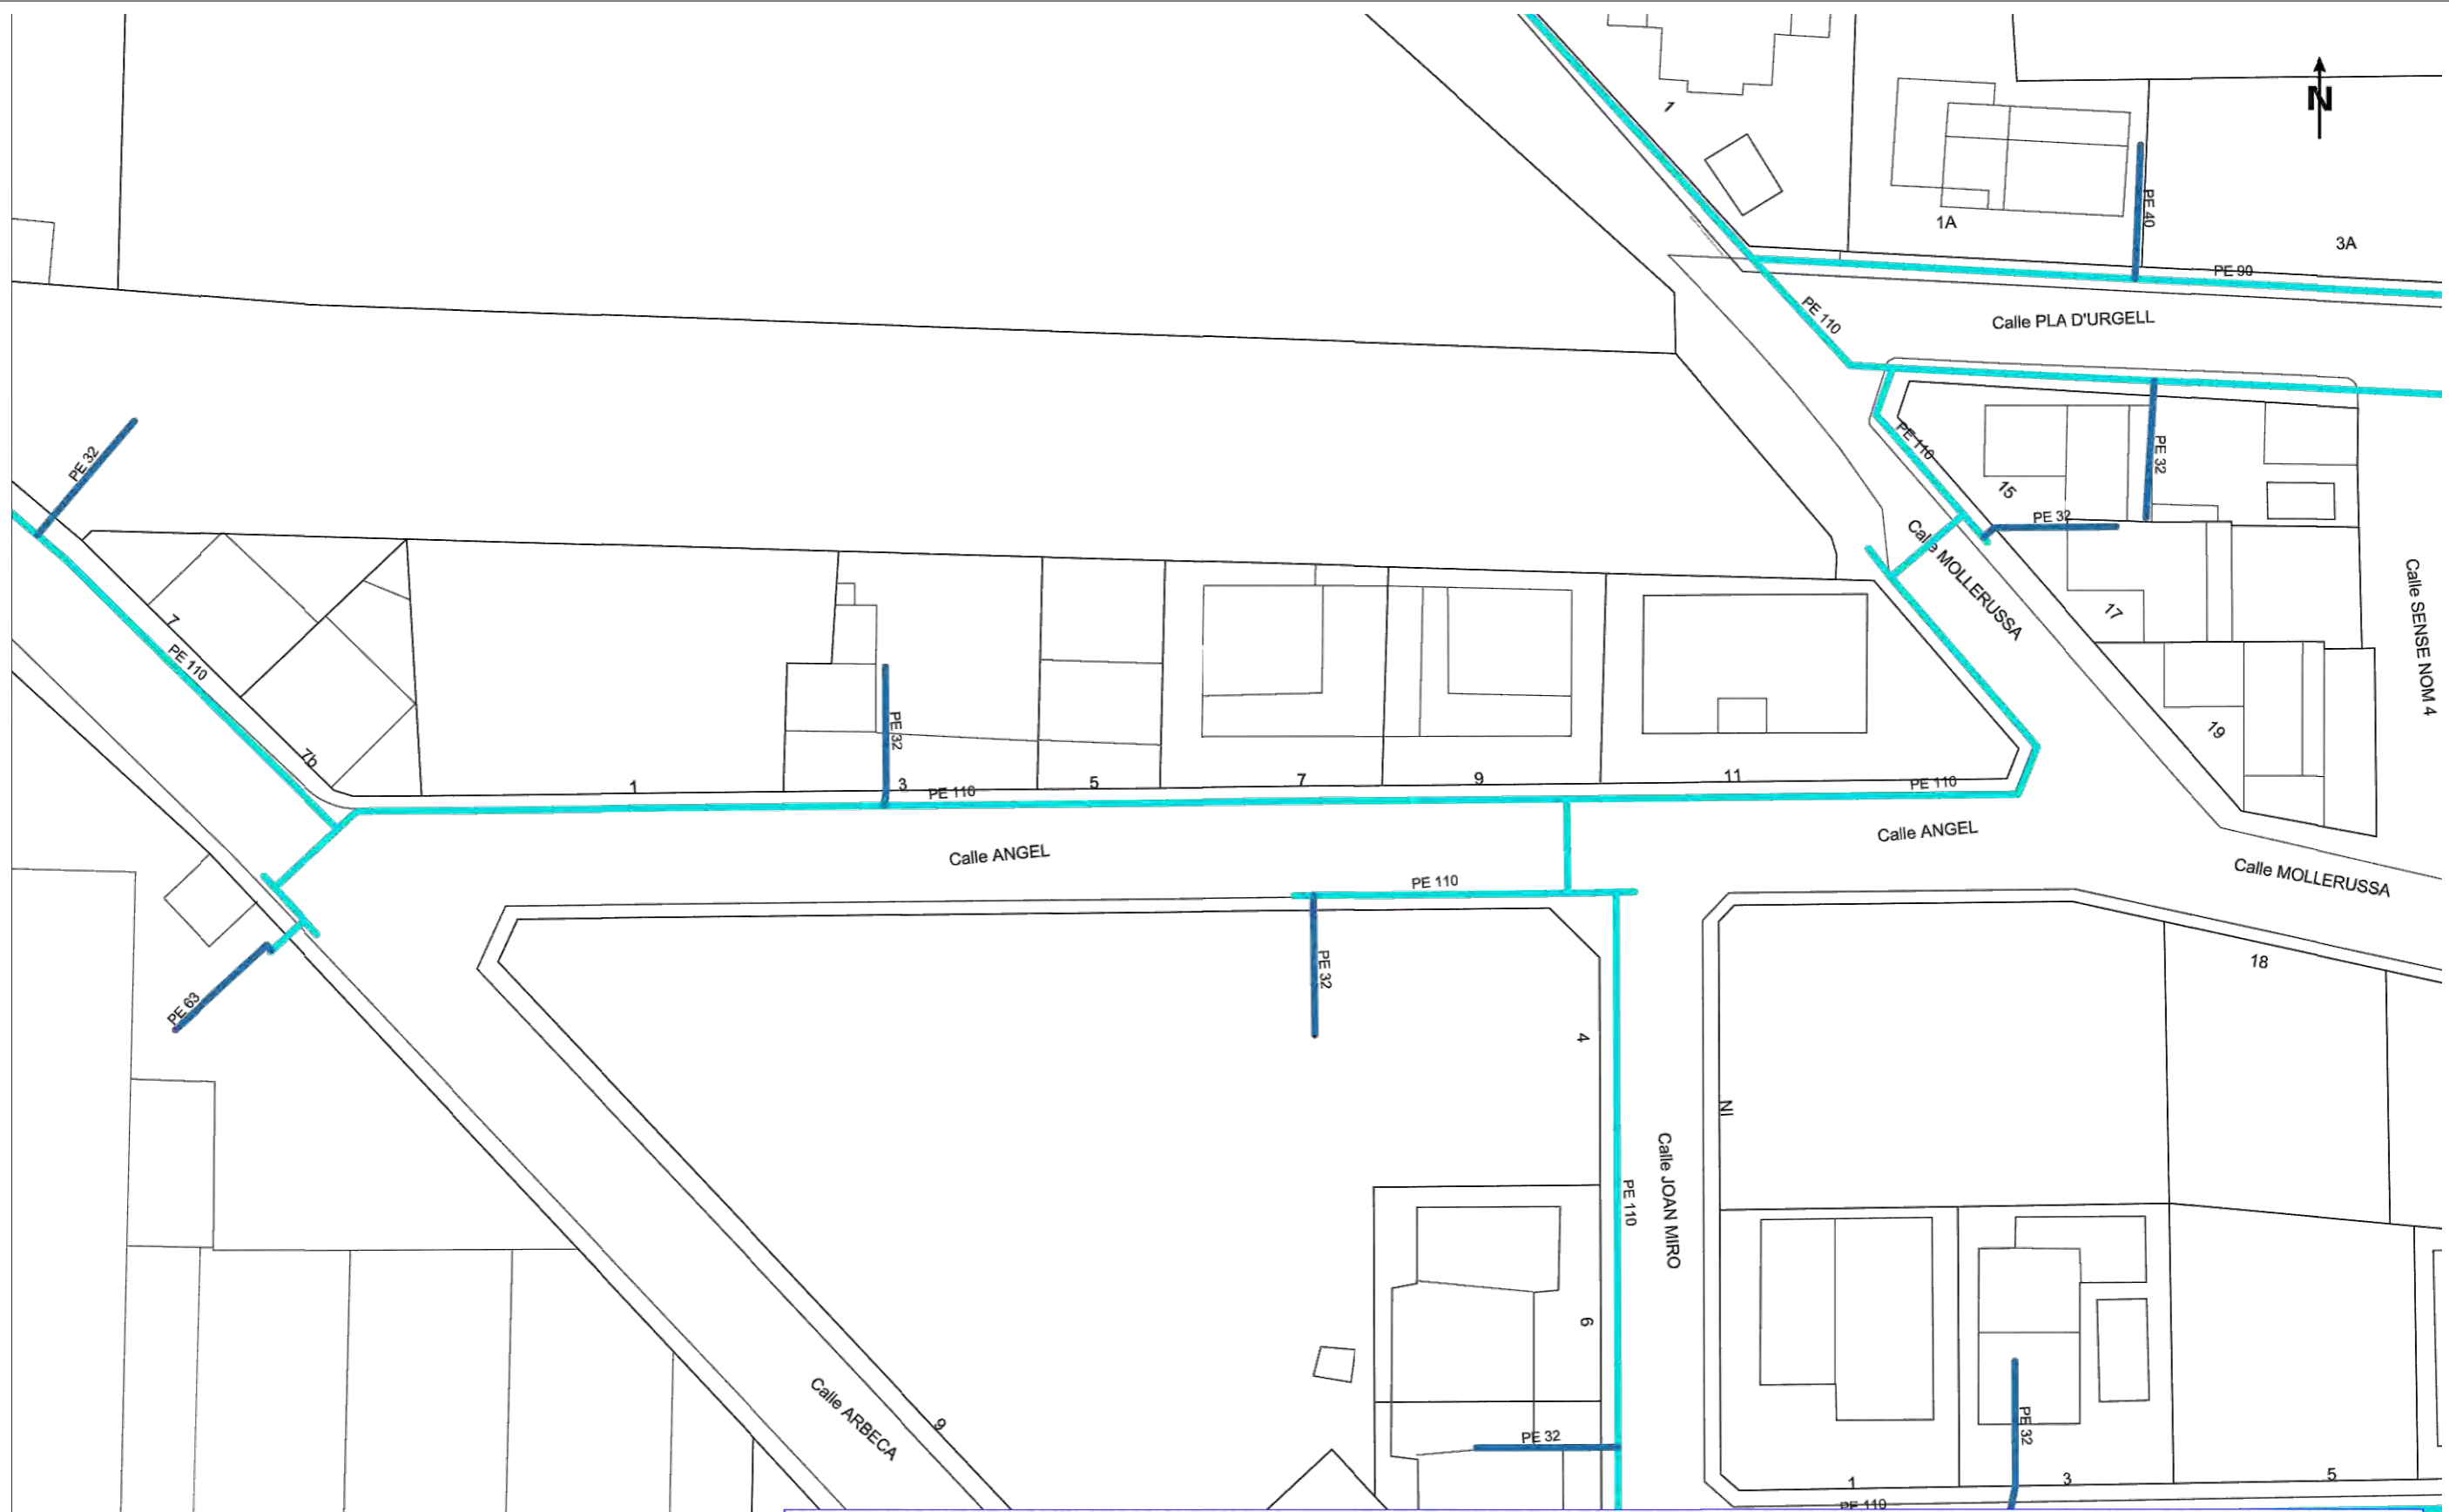 1
N
1A
PE 40
3A
PE 90
PE 110
Calle PLA D'URGELL
PE 32
PE 110
PE 32
15
PE 32
Calle MOLLERUSSA
Calle SENSE NOM 4
17
7
PE 110
19
PE 32
7b
1
3
PE 110
5
7
9
11
PE 110
Calle ANGEL
Calle ANGEL
PE 110
Calle MOLLERUSSA
PE 32
18
PE 63
4
NI
PE 110
Calle JOAN MIRO
6
Calle ARBECA
9
PE 32
PE 32
1
3
5
PE 110